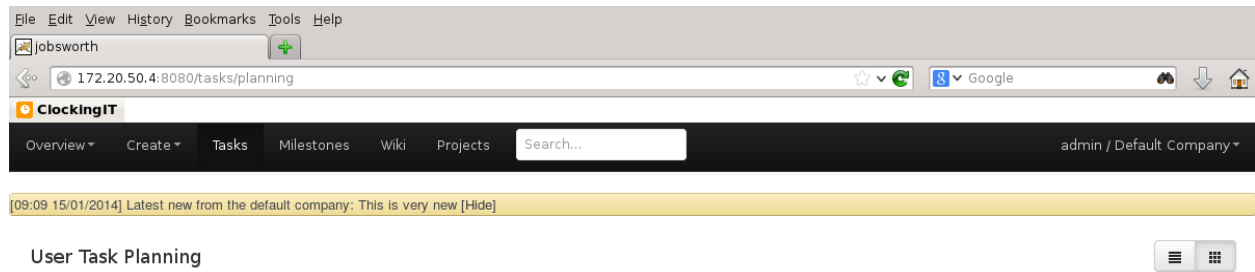 File Edit View History Bookmarks Tools Help
jobsworth
172.20.50.4:8080/tasks/planning
Google
ClockingIT
Overview Create Tasks Milestones Wiki Projects Search... admin / Default Company
[09:09 15/01/2014] Latest new from the default company: This is very new [Hide]
User Task Planning